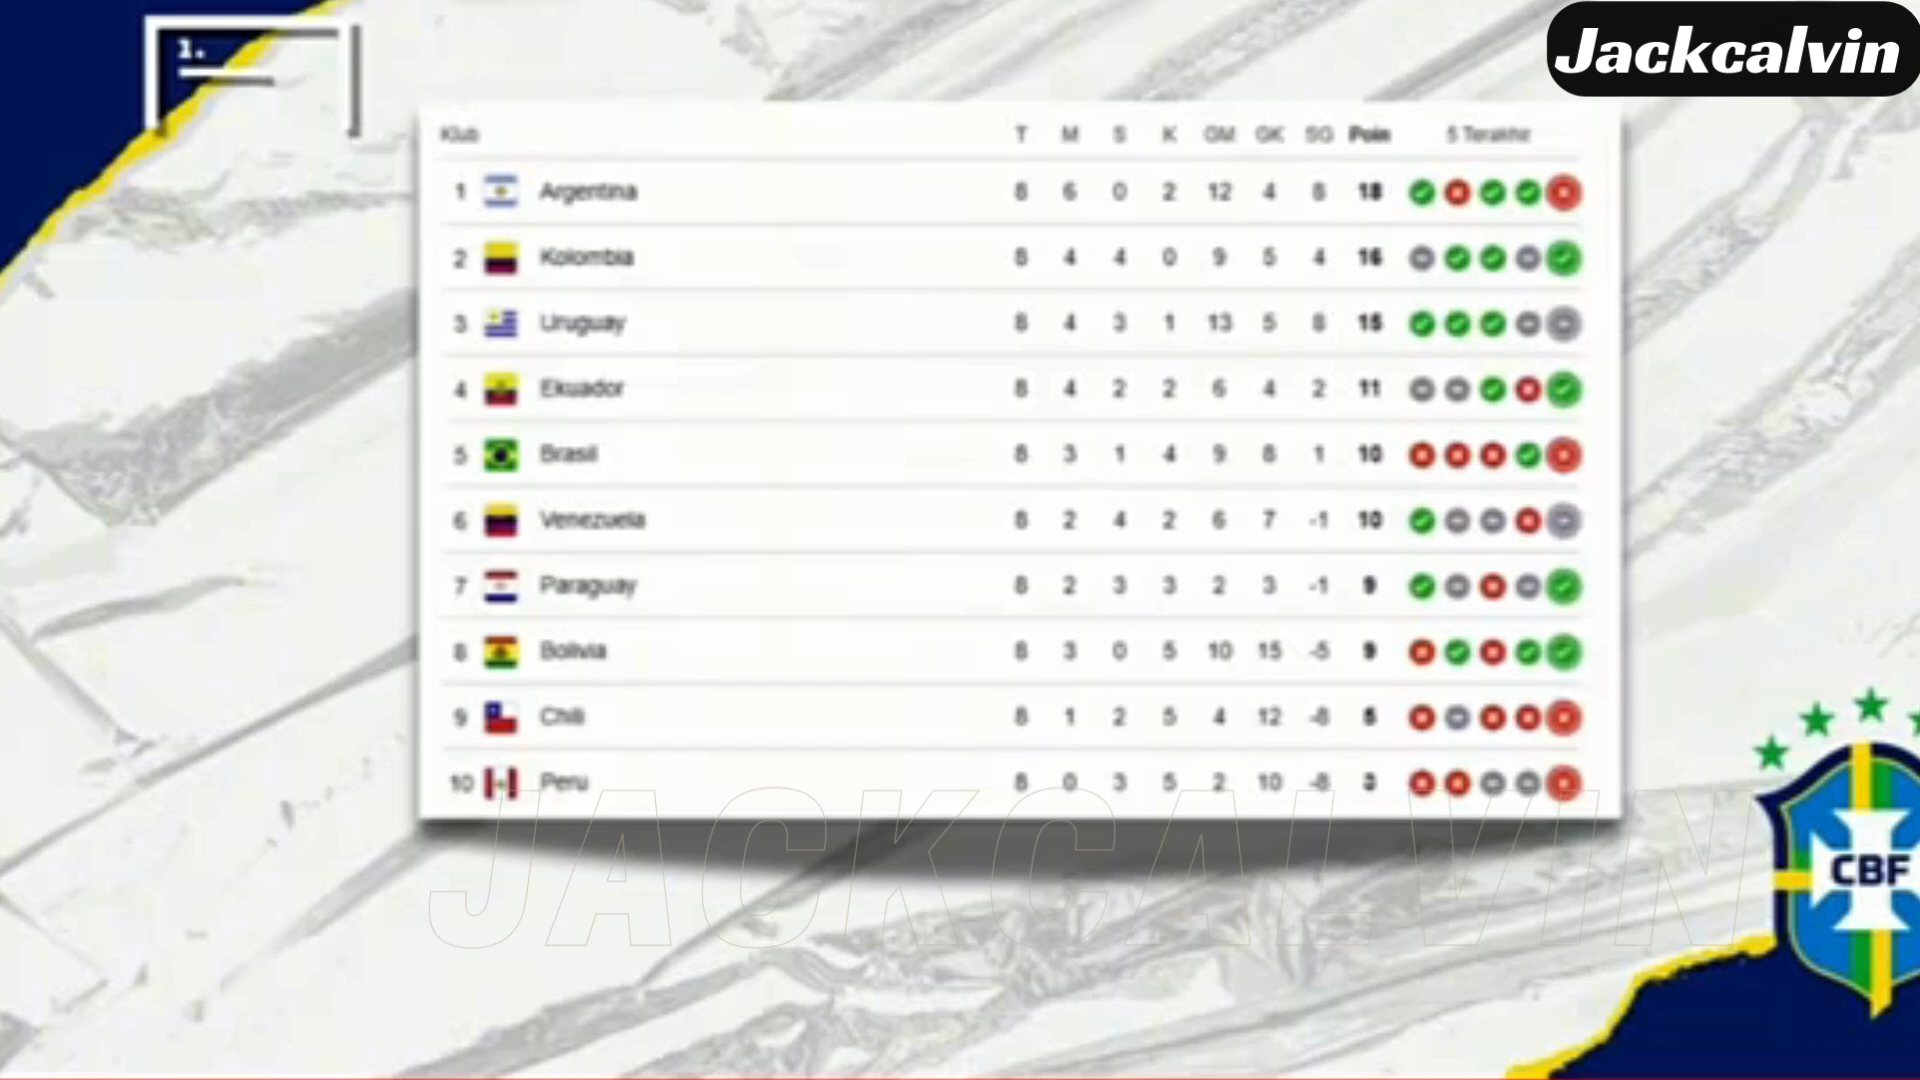 Jackcalvin
1.
Klub T M S K GM GK SG Poin 5 Terakhir
1 Argentina 8 6 0 2 12 4 8 18
2 Kolombia 8 4 4 0 9 5 4 16
3 Uruguay 8 4 3 1 13 5 8 15
4 Ekuador 8 4 2 2 6 4 2 11
5 Brasil 8 3 1 4 9 8 1 10
6 Venezuela 8 2 4 2 6 7 -1 10
7 Paraguay 8 2 3 3 2 3 -1 9
8 Bolivia 8 3 0 5 10 15 -5 9
9 Chili 8 1 2 5 4 12 -8 5
10 Peru 8 0 3 5 2 10 -8 3
JACKCALVIN
CBF